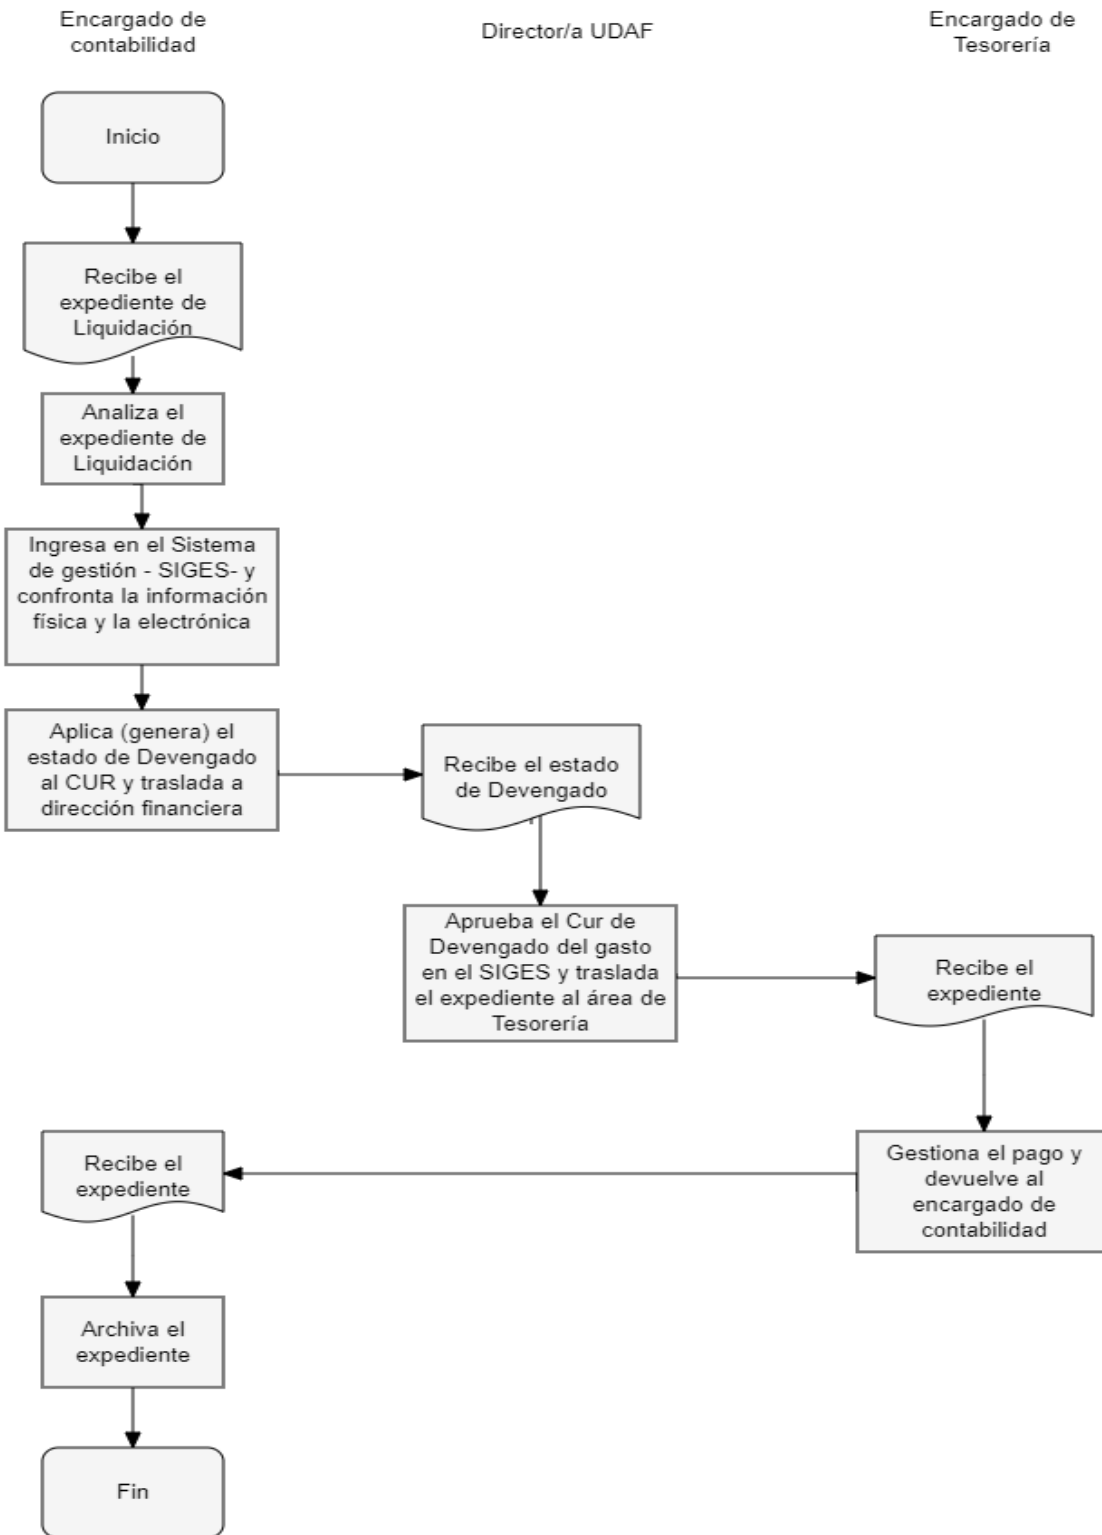 Encargado de
contabilidad
Director/a UDAF
Encargado de
Tesorería
Inicio
Recibe el
expediente de
Liquidación
Analiza el
expediente de
Liquidación
Ingresa en el Sistema
de gestión - SIGES- y
confronta la información
física y la electrónica
Aplica (genera) el
estado de Devengado
al CUR y traslada a
dirección financiera
Recibe el estado
de Devengado
Aprueba el Cur de
Devengado del gasto
en el SIGES y traslada
el expediente al área de
Tesorería
Recibe el
expediente
Gestiona el pago y
devuelve al
encargado de
contabilidad
Recibe el
expediente
Archiva el
expediente
Fin